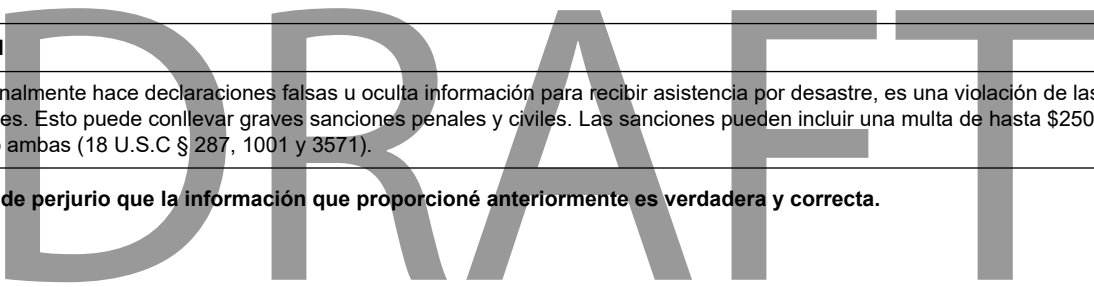 DRAFT
nalmente hace declaraciones falsas u oculta información para recibir asistencia por desastre, es una violación de las
es. Esto puede conllevar graves sanciones penales y civiles. Las sanciones pueden incluir una multa de hasta $250
o ambas (18 U.S.C § 287, 1001 y 3571).
de perjurio que la información que proporcioné anteriormente es verdadera y correcta.